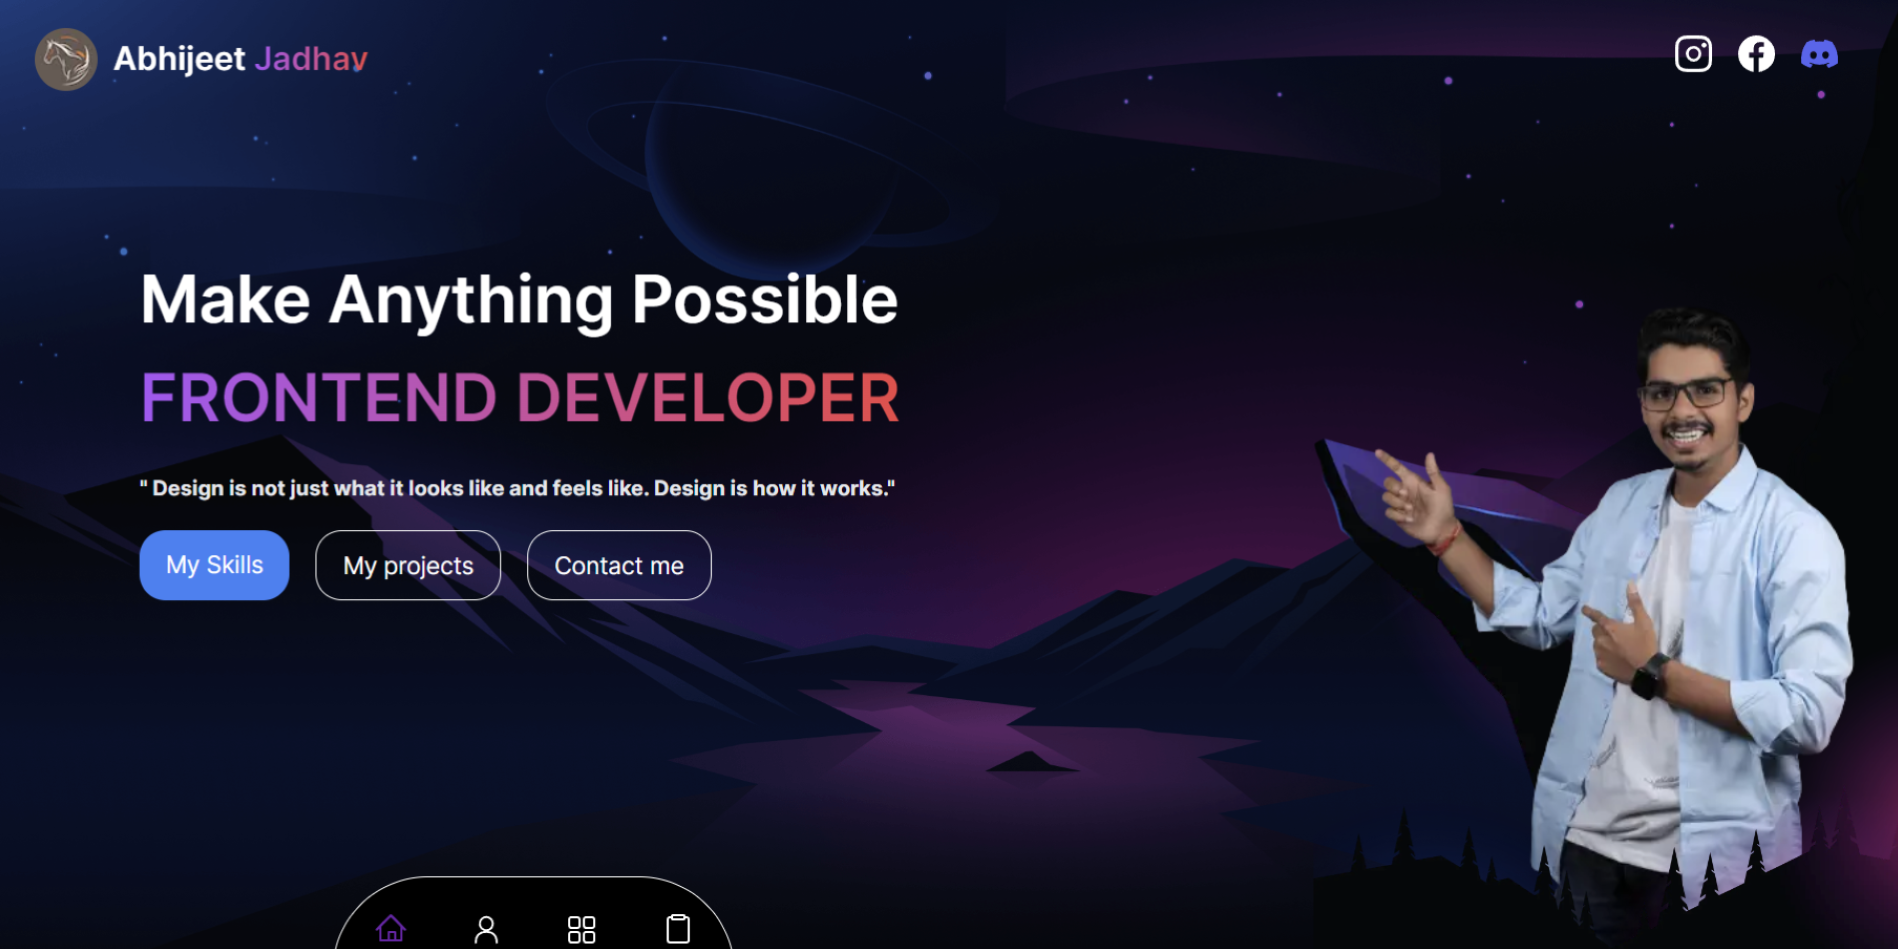 Abhijeet Jadhav
Make Anything Possible
FRONTEND DEVELOPER
" Design is not just what it looks like and feels like. Design is how it works."
My Skills
My projects
Contact me